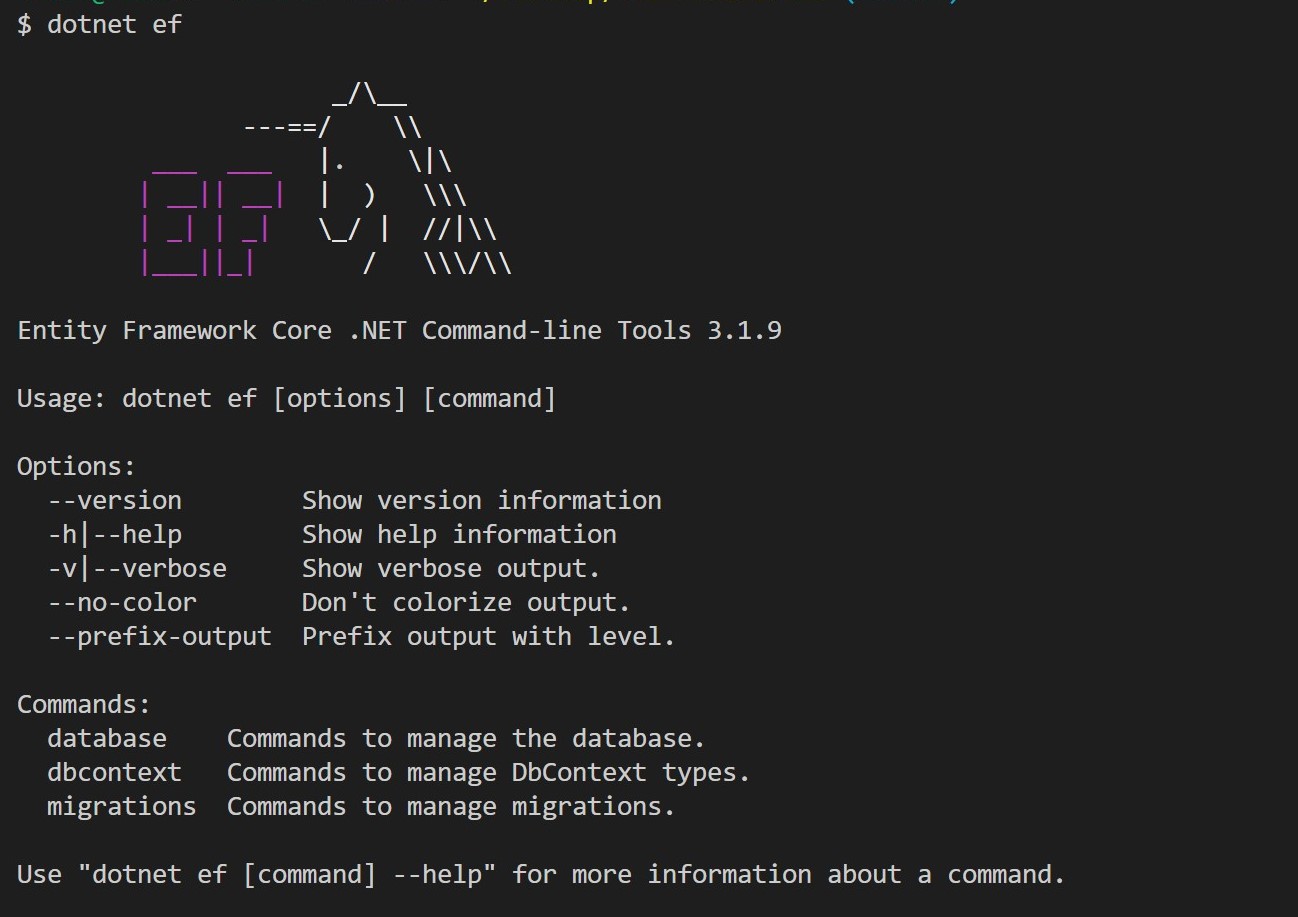 $ dotnet ef
                     _/\__
               ---==/    \\
         ___  ___   |.    \|\
        | __|| __|  |  )   \\\
        | _| | _|   \_/ |  //|\\
        |___||_|       /   \\\/\\
Entity Framework Core .NET Command-line Tools 3.1.9
Usage: dotnet ef [options] [command]
Options:
  --version        Show version information
  -h|--help        Show help information
  -v|--verbose     Show verbose output.
  --no-color       Don't colorize output.
  --prefix-output  Prefix output with level.
Commands:
  database    Commands to manage the database.
  dbcontext   Commands to manage DbContext types.
  migrations  Commands to manage migrations.
Use "dotnet ef [command] --help" for more information about a command.